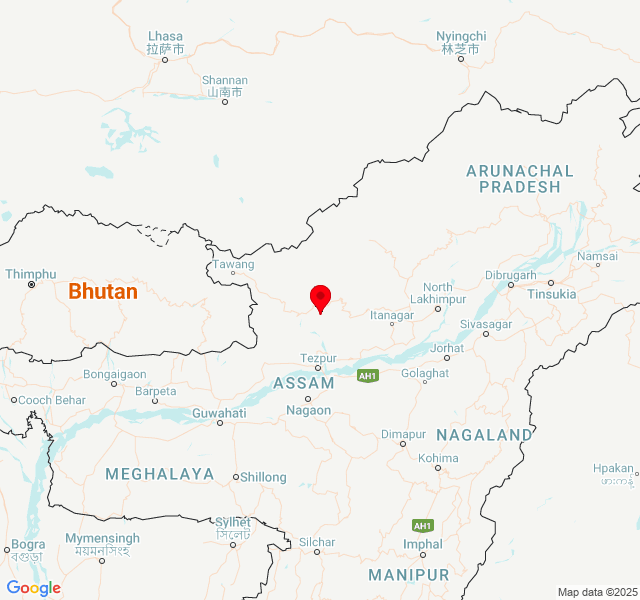 Lhasa
拉萨市
Nyingchi
林芝市
Shannan
山南市
ARUNACHAL
PRADESH
Thimphu
Bhutan
Tawang
Namsai
Dibrugarh
Tinsukia
North
Lakhimpur
Itanagar
Sivasagar
Tezpur
Jorhat
AH1
Golaghat
Bongaigaon
Barpeta
ASSAM
Cooch Behar
Guwahati
Nagaon
Dimapur
NAGALAND
Kohima
MEGHALAYA
Shillong
Hpakan
ဖားကန့်
Sylhet
সিলেট
AH1
Mymensingh
ময়মনসিংহ
Bogra
বগুড়া
Silchar
Imphal
MANIPUR
Google
Map data ©2025